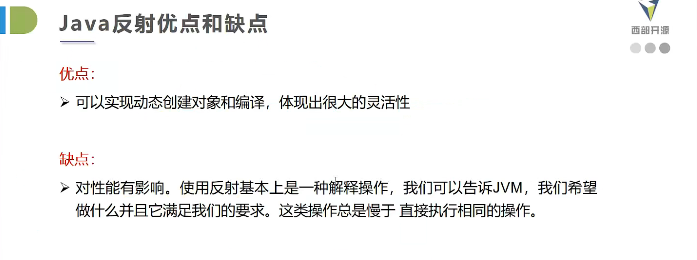 Java反射优点和缺点
西部开源
优点：
➢ 可以实现动态创建对象和编译，体现出很大的灵活性
缺点：
➢ 对性能有影响。使用反射基本上是一种解释操作，我们可以告诉JVM，我们希望
做什么并且它满足我们的要求。这类操作总是慢于 直接执行相同的操作。